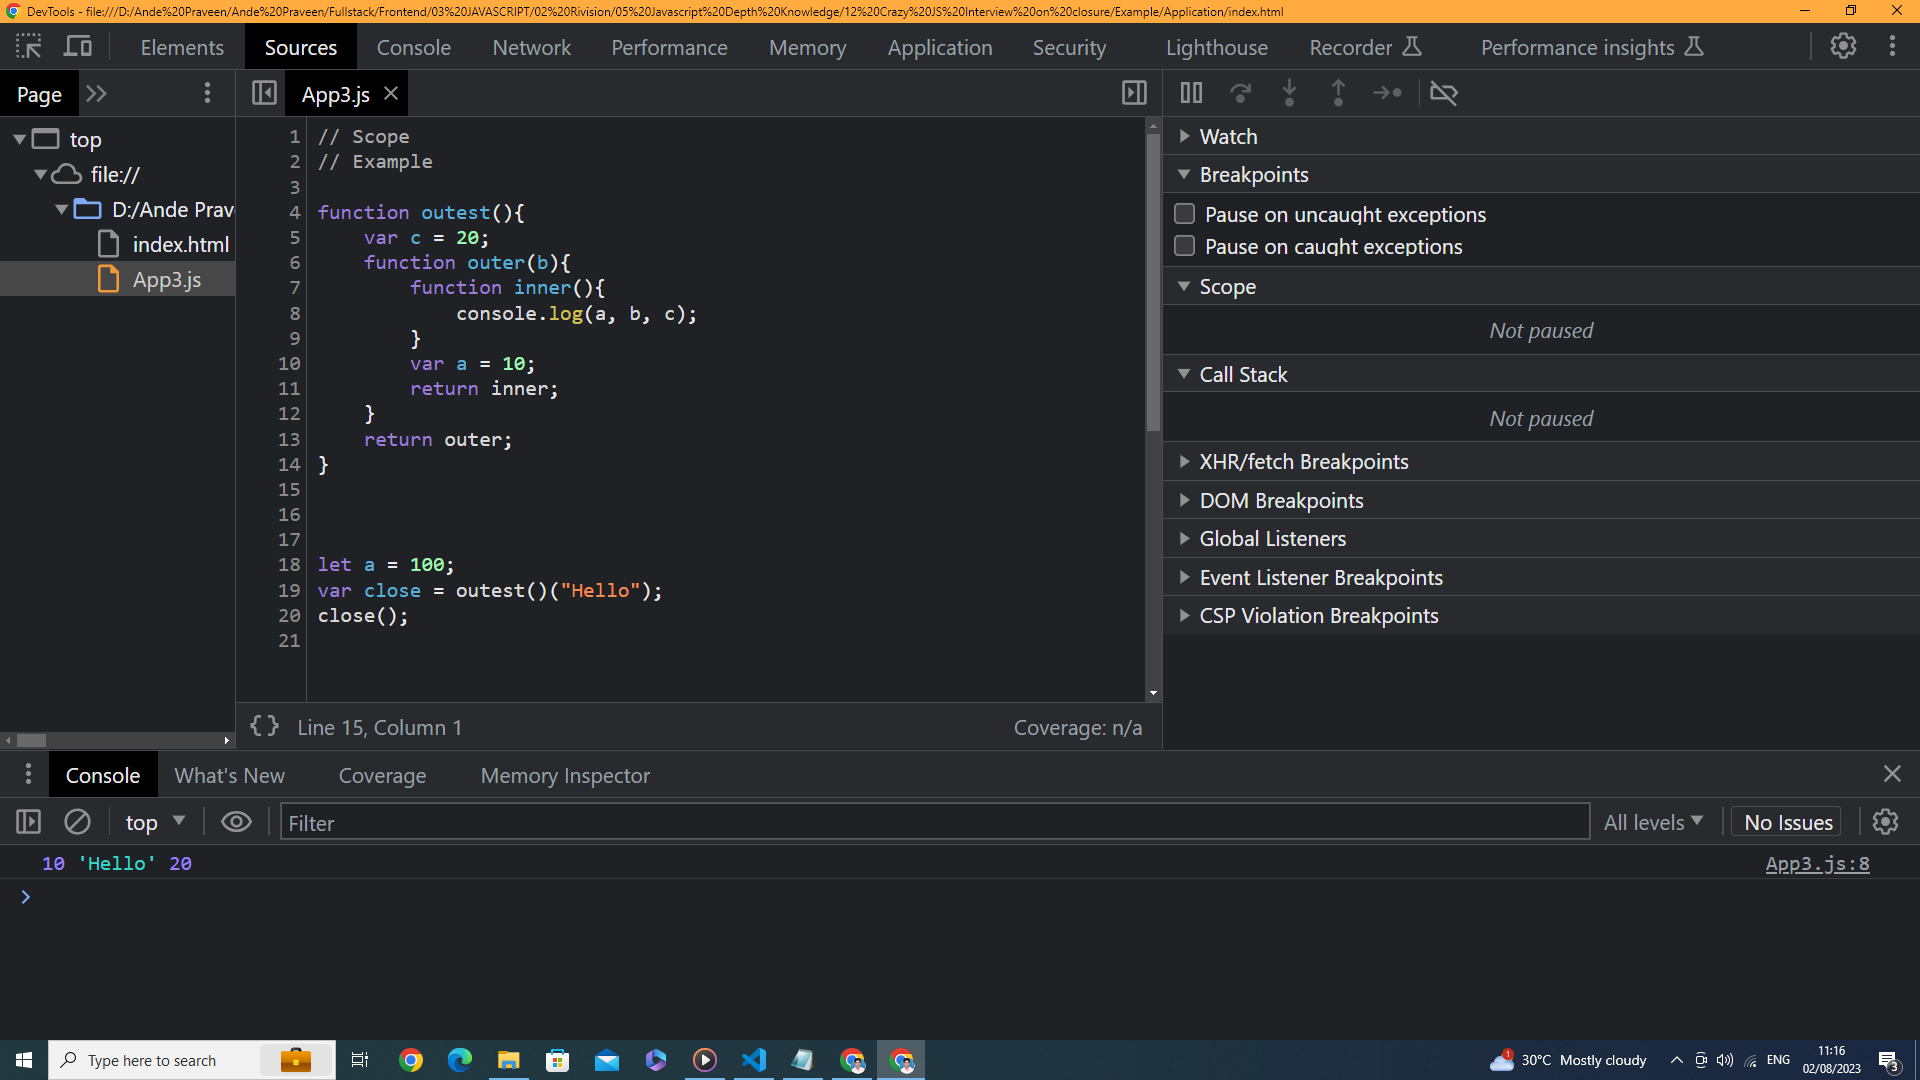 DevTools - file:///D:/Ande%20Praveen/Ande%20Praveen/Fullstack/Frontend/03%20JAVASCRIPT/02%20Rivision/05%20Javascript%20Depth%20Knowledge/12%20Crazy%20JS%20Interview%20on%20closure/Example/Application/index.html
Elements Sources Console Network Performance Memory Application Security Lighthouse Recorder Performance insights
Page
App3.js
top
file://
D:/Ande Prav
index.html
App3.js
1 // Scope
2 // Example
3
4 function outest(){
5     var c = 20;
6     function outer(b){
7         function inner(){
8             console.log(a, b, c);
9         }
10         var a = 10;
11         return inner;
12     }
13     return outer;
14 }
15
16
17
18 let a = 100;
19 var close = outest()("Hello");
20 close();
21
{} Line 15, Column 1
Coverage: n/a
Watch
Breakpoints
Pause on uncaught exceptions
Pause on caught exceptions
Scope
Not paused
Call Stack
Not paused
XHR/fetch Breakpoints
DOM Breakpoints
Global Listeners
Event Listener Breakpoints
CSP Violation Breakpoints
Console What's New Coverage Memory Inspector
top Filter All levels No Issues
10 'Hello' 20 App3.js:8
Type here to search
1 30°C Mostly cloudy
ENG
11:16
02/08/2023
3